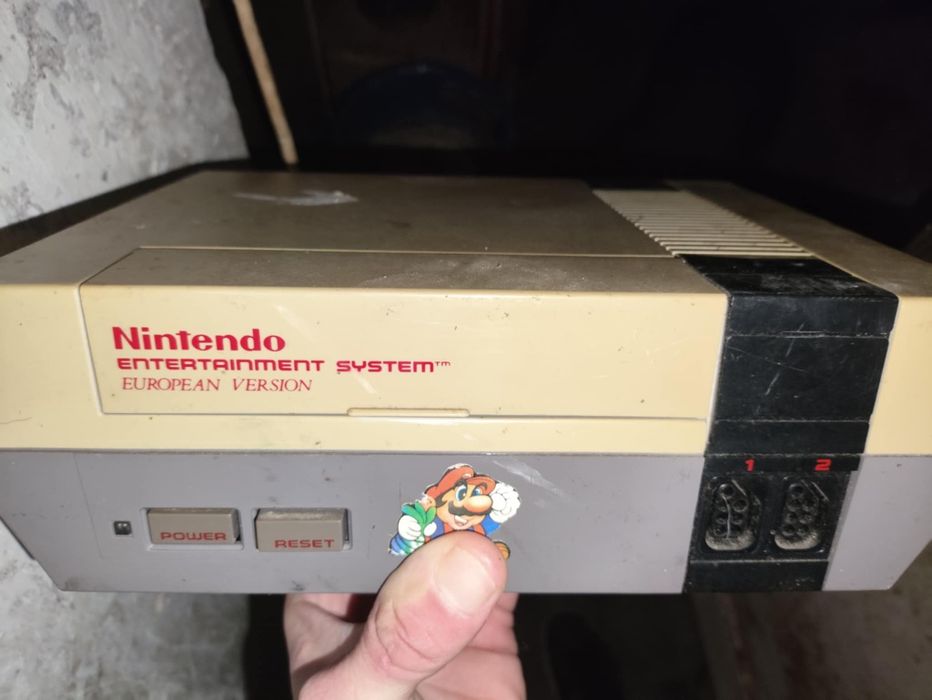 Nintendo
ENTERTAINMENT SYSTEM™
EUROPEAN VERSION
1 2
POWER RESET